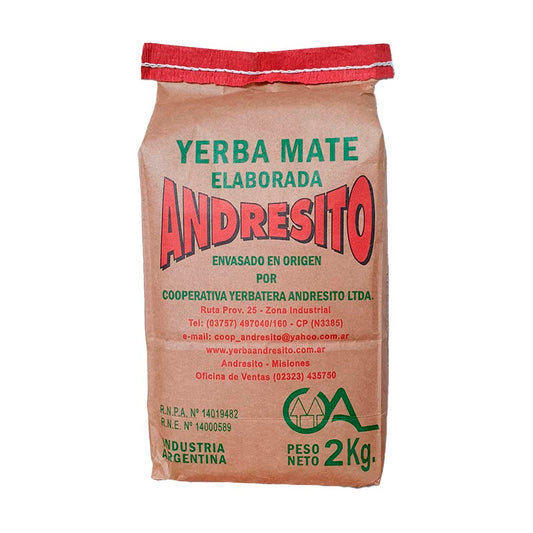 YERBA MATE
ELABORADA
ANDRESITO
ENVASADO EN ORIGEN
POR
COOPERATIVA YERBATERA ANDRESITO LTDA.
Ruta Prov. 25 - Zona Industrial
Tel: (03757) 497040/160 - CP (N3385)
e-mail: coop_andresito@yahoo.com.ar
www.yerbaandresito.com.ar
Andresito - Misiones
Oficina de Ventas (02323) 435750
R.N.P.A. Nº 14019482
R.N.E. Nº 14000589
INDUSTRIA
ARGENTINA
CYAL
PESO
NETO 2Kg.